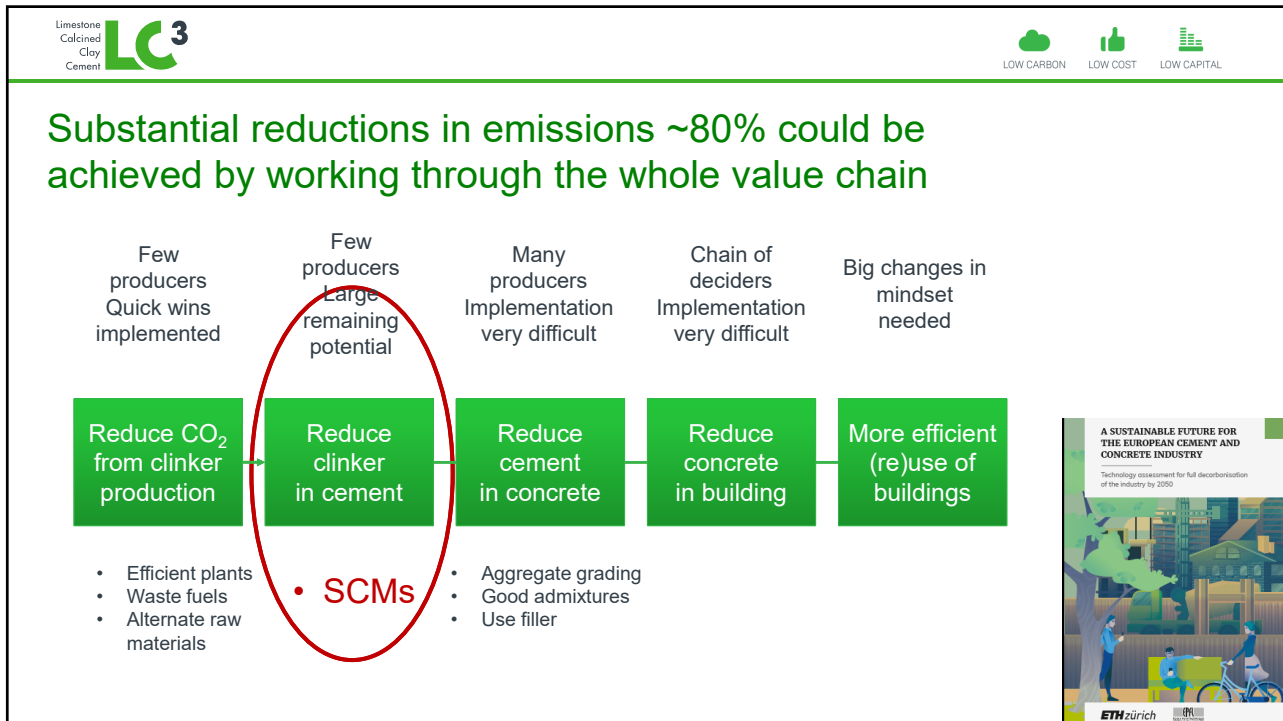 Limestone
Calcined
Clay
Cement
LC³
LOW CARBON
LOW COST
LOW CAPITAL
Substantial reductions in emissions ~80% could be
achieved by working through the whole value chain
Few
producers
Quick wins
implemented
Few
producers
Large
remaining
potential
Many
producers
Implementation
very difficult
Chain of
deciders
Implementation
very difficult
Big changes in
mindset
needed
Reduce CO₂
from clinker
production
Reduce
clinker
in cement
Reduce
cement
in concrete
Reduce
concrete
in building
More efficient
(re)use of
buildings
• Efficient plants
• Waste fuels
• Alternate raw
materials
• SCMs
• Aggregate grading
• Good admixtures
• Use filler
A SUSTAINABLE FUTURE FOR
THE EUROPEAN CEMENT AND
CONCRETE INDUSTRY
Technology assessment for full decarbonisation
of the industry by 2050
ETH zürich
EPFL